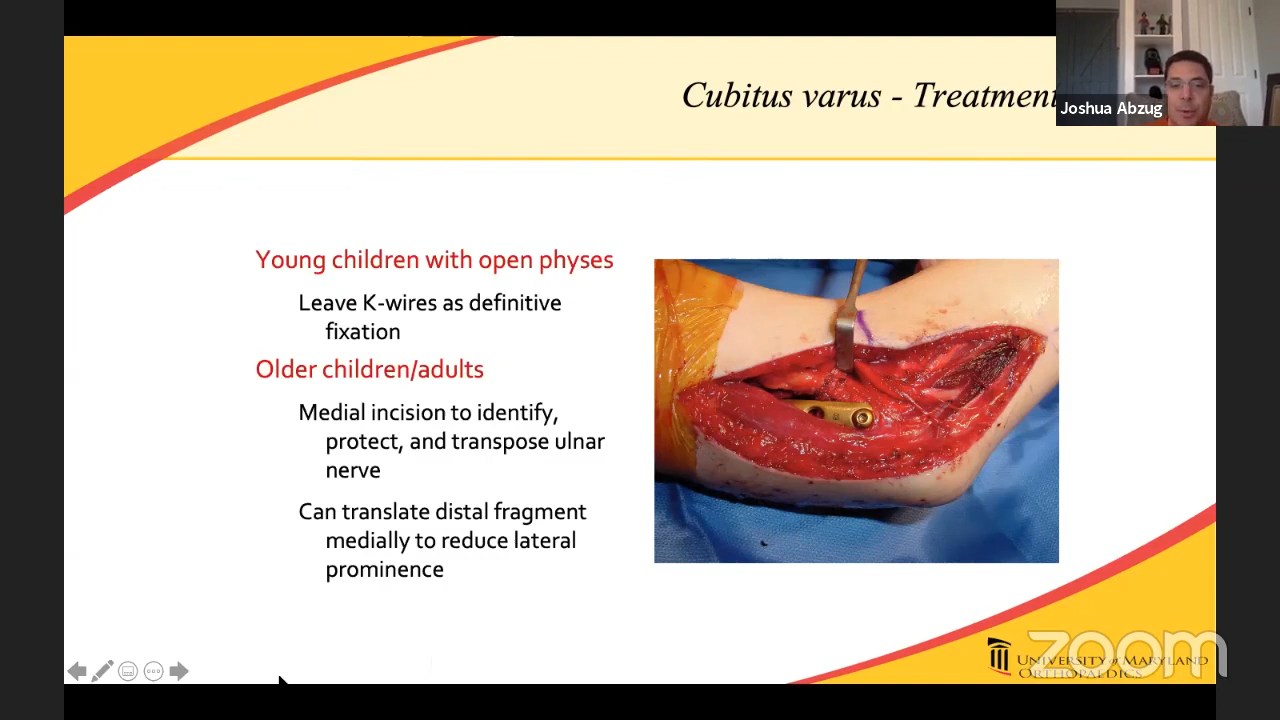 Cubitus varus - Treatment
Joshua Abzug
Young children with open physes
Leave K-wires as definitive
fixation
Older children/adults
Medial incision to identify,
protect, and transpose ulnar
nerve
Can translate distal fragment
medially to reduce lateral
prominence
zoom
UNIVERSITY of MARYLAND
ORTHOPAEDICS